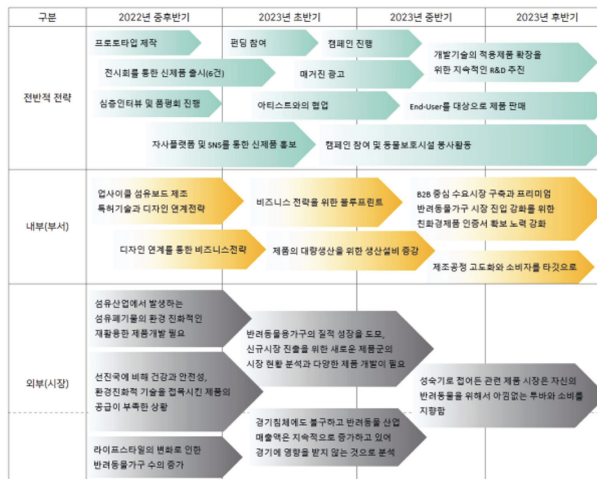 구분
2022년 중후반기
2023년 초반기
2023년 중반기
2023년 후반기
전반적 전략
프로토타입 제작
펀딩 참여
캠페인 진행
개발기술의 적용제품 확장을
위한 지속적인 R&D 추진
전시회를 통한 신제품 출시(6건)
매거진 광고
심층인터뷰 및 품평회 진행
아티스트와의 협업
End-User를 대상으로 제품 판매
자사플랫폼 및 SNS를 통한 신제품 홍보
캠페인 참여 및 동물보호시설 봉사활동
내부(부서)
업사이클 섬유보드 제조
특허기술과 디자인 연계전략
비즈니스 전략을 위한 블루프린트
B2B 중심 수요시장 구축과 프리미엄
반려동물가구 시장 진입 강화를 위한
친화경제품 인증서 확보 노력 강화
디자인 연계를 통한 비즈니스전략
제품의 대량생산을 위한 생산설비 증강
제조공정 고도화와 소비자를 타깃으로
외부(시장)
섬유산업에서 발생하는
섬유폐기물의 환경 친화적인
재활용한 제품개발 필요
반려동물용가구의 질적 성장을 도모,
신규시장 진출을 위한 새로운 제품군의
시장 현황 분석과 다양한 제품 개발이 필요
선진국에 비해 건강과 안전성,
환경친화적 기술을 접목시킨 제품의
공급이 부족한 상황
성숙기로 접어든 관련 제품 시장은 자신의
반려동물을 위해서 아낌없는 투바와 소비를
지향함
경기침체에도 불구하고 반려동물 산업
매출액은 지속적으로 증가하고 있어
경기에 영향을 받지 않는 것으로 분석
라이프스타일의 변화로 인한
반려동물가구 수의 증가